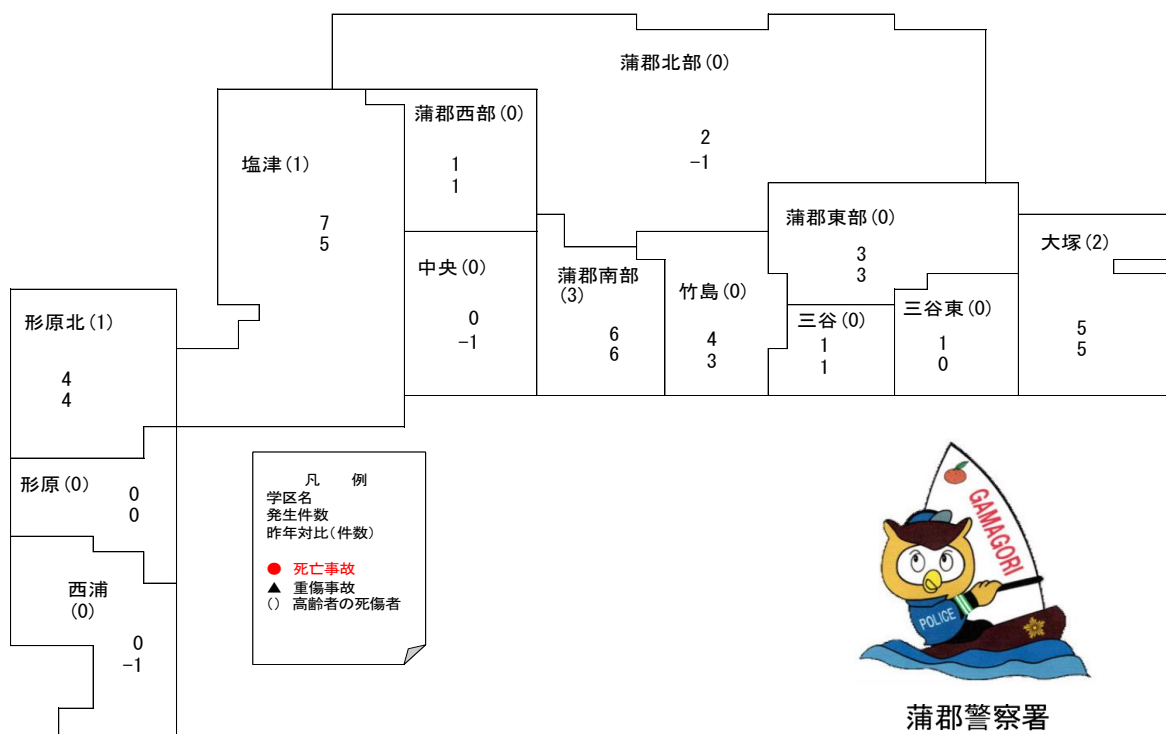 蒲郡北部(0)
2
-1
蒲郡西部(0)
1
1
塩津(1)
7
5
蒲郡東部(0)
3
3
大塚(2)
5
5
中央(0)
0
-1
蒲郡南部
(3)
6
6
竹島(0)
4
3
三谷(0)
1
1
三谷東(0)
1
0
形原北(1)
4
4
形原(0)
0
0
西浦
(0)
0
-1
凡 例
学区名
発生件数
昨年対比(件数)
● 死亡事故
▲ 重傷事故
() 高齢者の死傷者
GAMAGORI
POLICE
蒲郡警察署